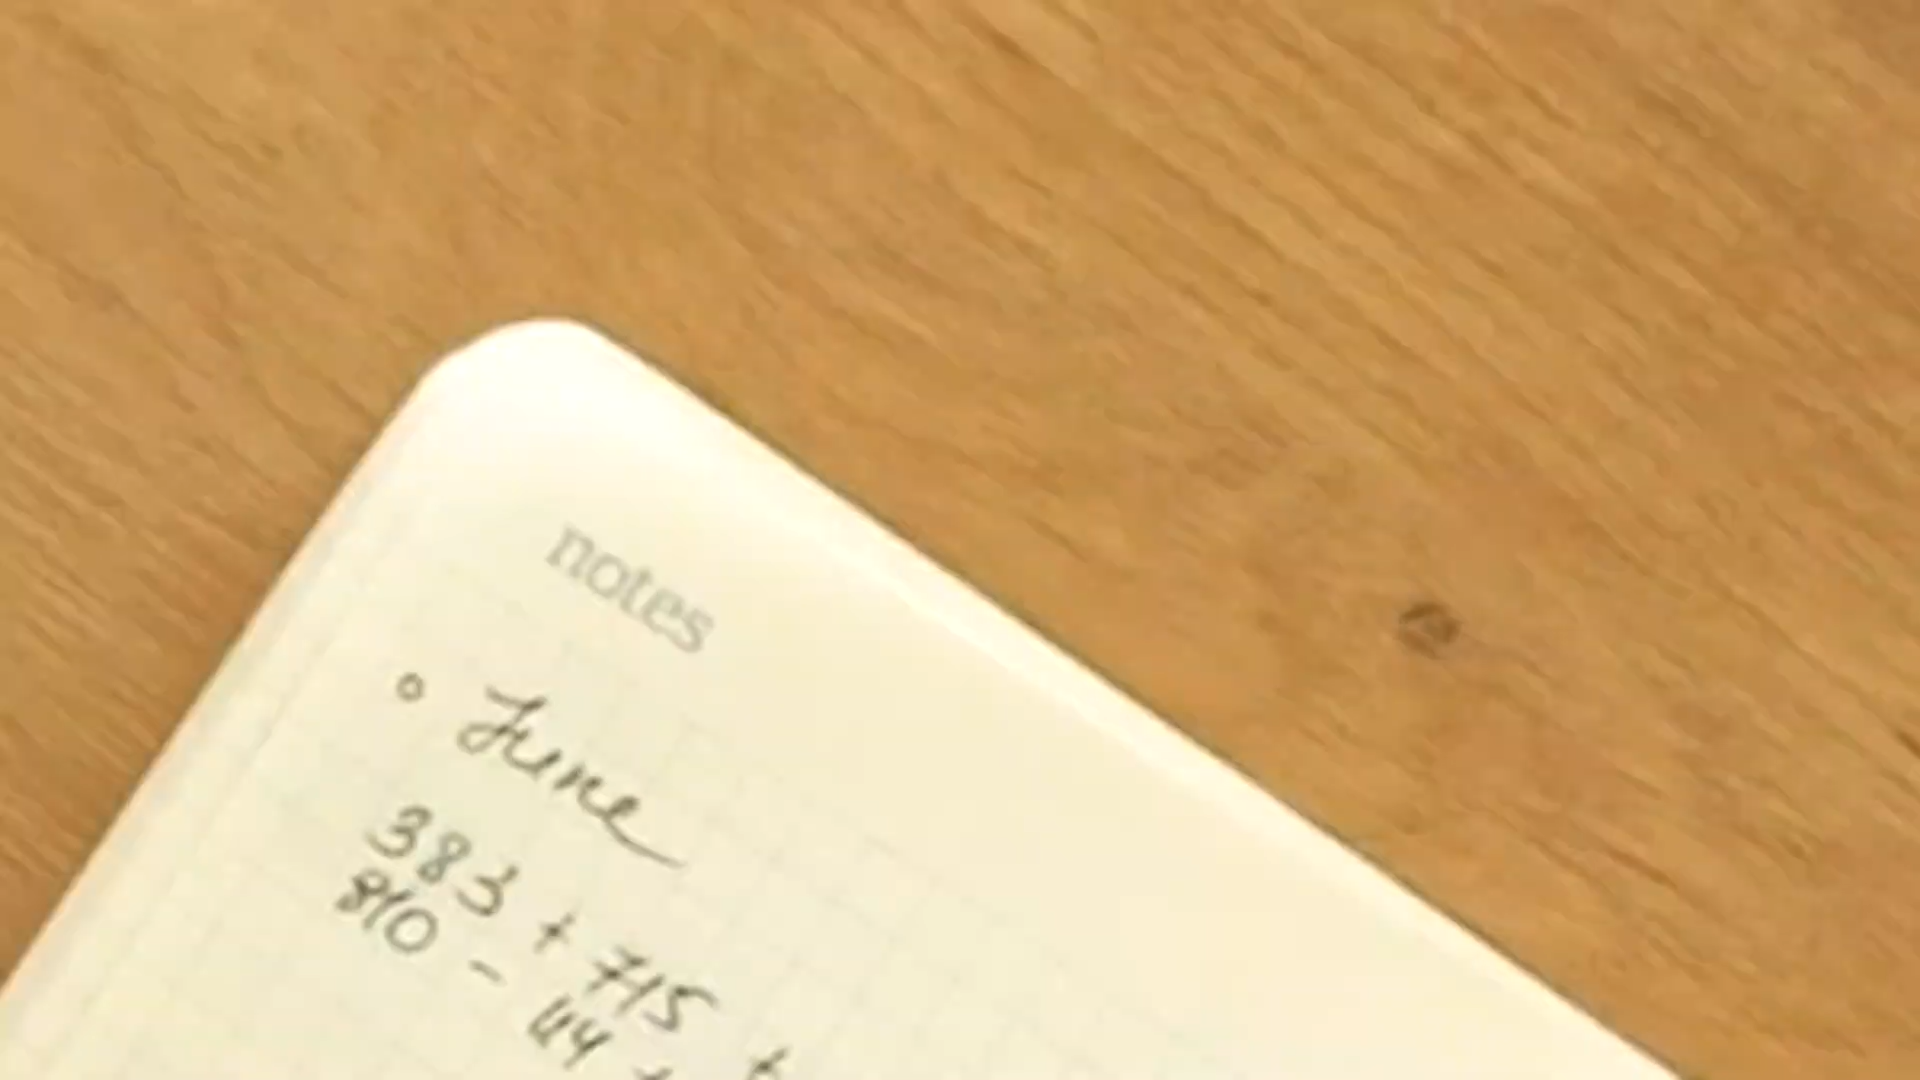 notes
° June
383 + 715 +
810 - 44 +